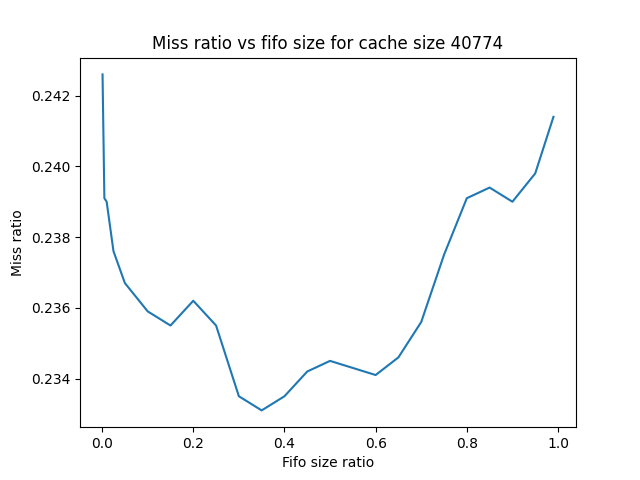 Miss ratio vs fifo size for cache size 40774
Miss ratio
0.242
0.240
0.238
0.236
0.234
0.0 0.2 0.4 0.6 0.8 1.0
Fifo size ratio